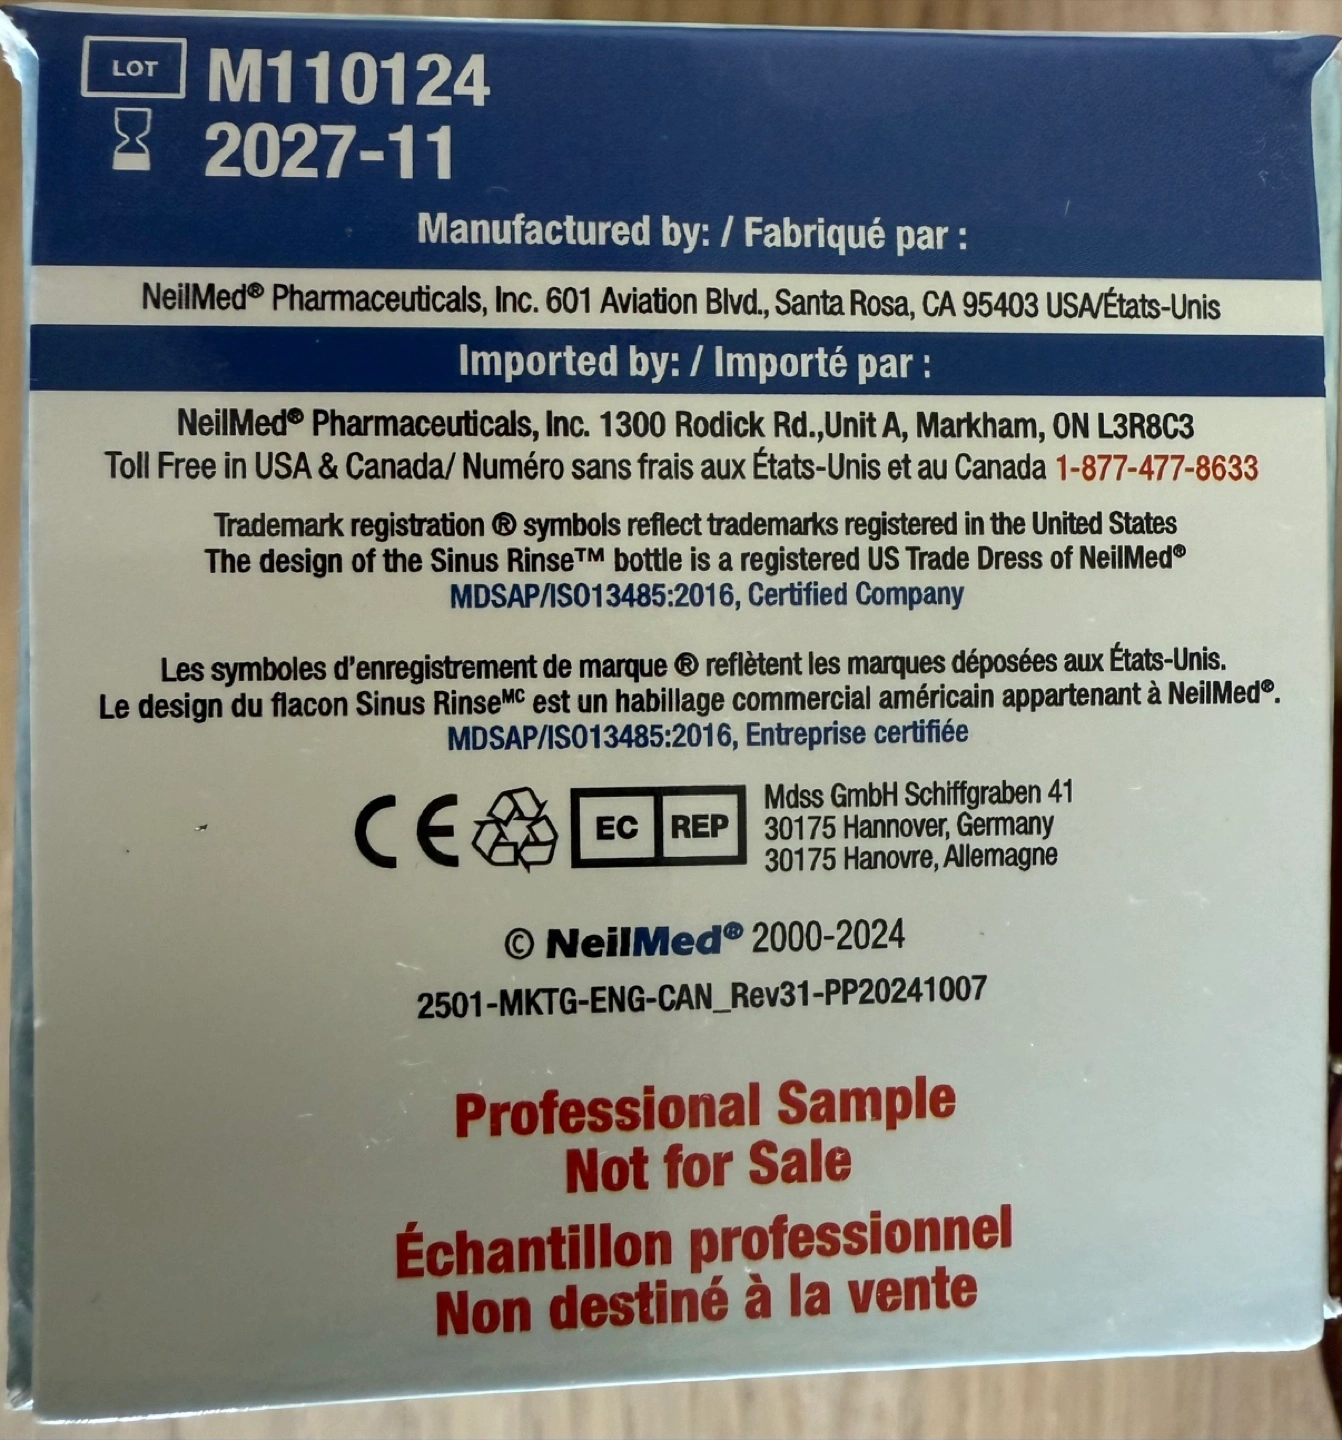 LOT M110124
2027-11
Manufactured by: / Fabriqué par :
NeilMed® Pharmaceuticals, Inc. 601 Aviation Blvd., Santa Rosa, CA 95403 USA/États-Unis
Imported by: / Importé par :
NeilMed® Pharmaceuticals, Inc. 1300 Rodick Rd.,Unit A, Markham, ON L3R8C3
Toll Free in USA & Canada/ Numéro sans frais aux États-Unis et au Canada 1-877-477-8633
Trademark registration ® symbols reflect trademarks registered in the United States
The design of the Sinus Rinse™ bottle is a registered US Trade Dress of NeilMed®
MDSAP/ISO13485:2016, Certified Company
Les symboles d'enregistrement de marque ® reflètent les marques déposées aux États-Unis.
Le design du flacon Sinus Rinseᴹᶜ est un habillage commercial américain appartenant à NeilMed®.
MDSAP/ISO13485:2016, Entreprise certifiée
CE EC REP
Mdss GmbH Schiffgraben 41
30175 Hannover, Germany
30175 Hanovre, Allemagne
© NeilMed® 2000-2024
2501-MKTG-ENG-CAN_Rev31-PP20241007
Professional Sample
Not for Sale
Échantillon professionnel
Non destiné à la vente